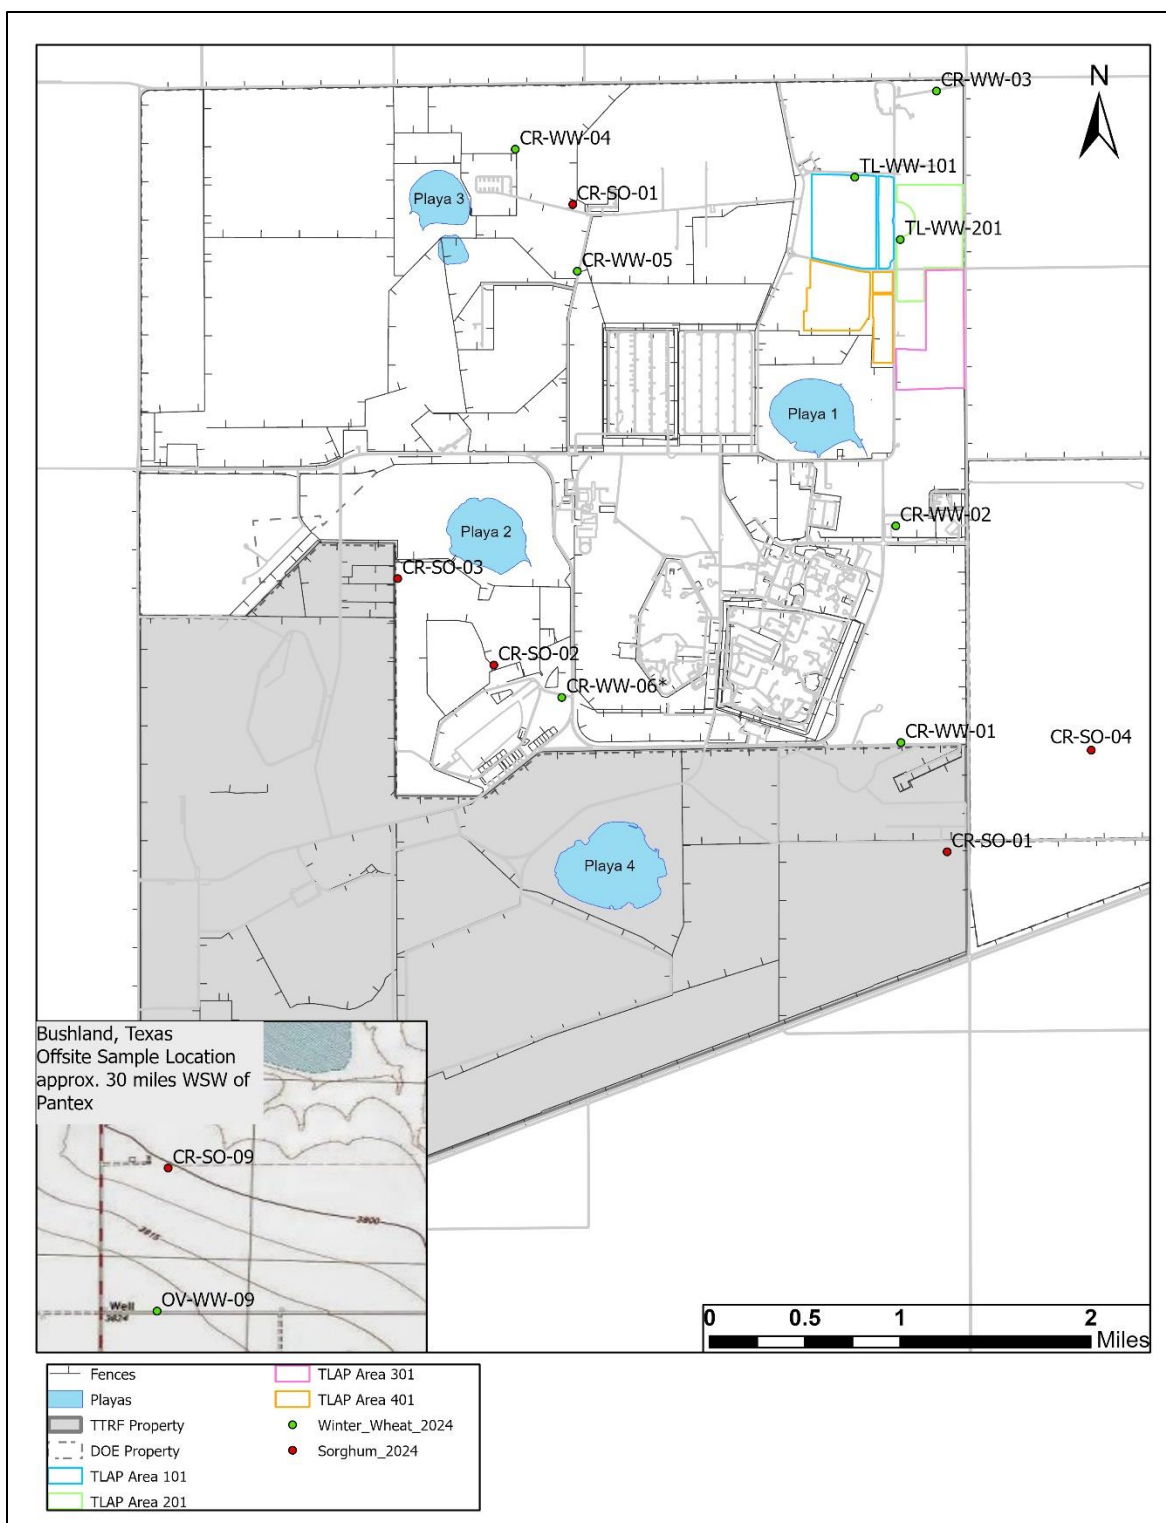 N
CR-WW-03
CR-WW-04
TL-WW-101
Playa 3
CR-SO-01
TL-WW-201
CR-WW-05
Playa 1
CR-WW-02
Playa 2
CR-SO-03
CR-SO-02
CR-WW-06*
CR-WW-01
CR-SO-04
CR-SO-01
Playa 4
Bushland, Texas
Offsite Sample Location
approx. 30 miles WSW of
Pantex
CR-SO-09
3800
3815
OV-WW-09
Well
3824
0 0.5 1 2
Miles
Fences
Playas
TTRF Property
DOE Property
TLAP Area 101
TLAP Area 201
TLAP Area 301
TLAP Area 401
Winter_Wheat_2024
Sorghum_2024